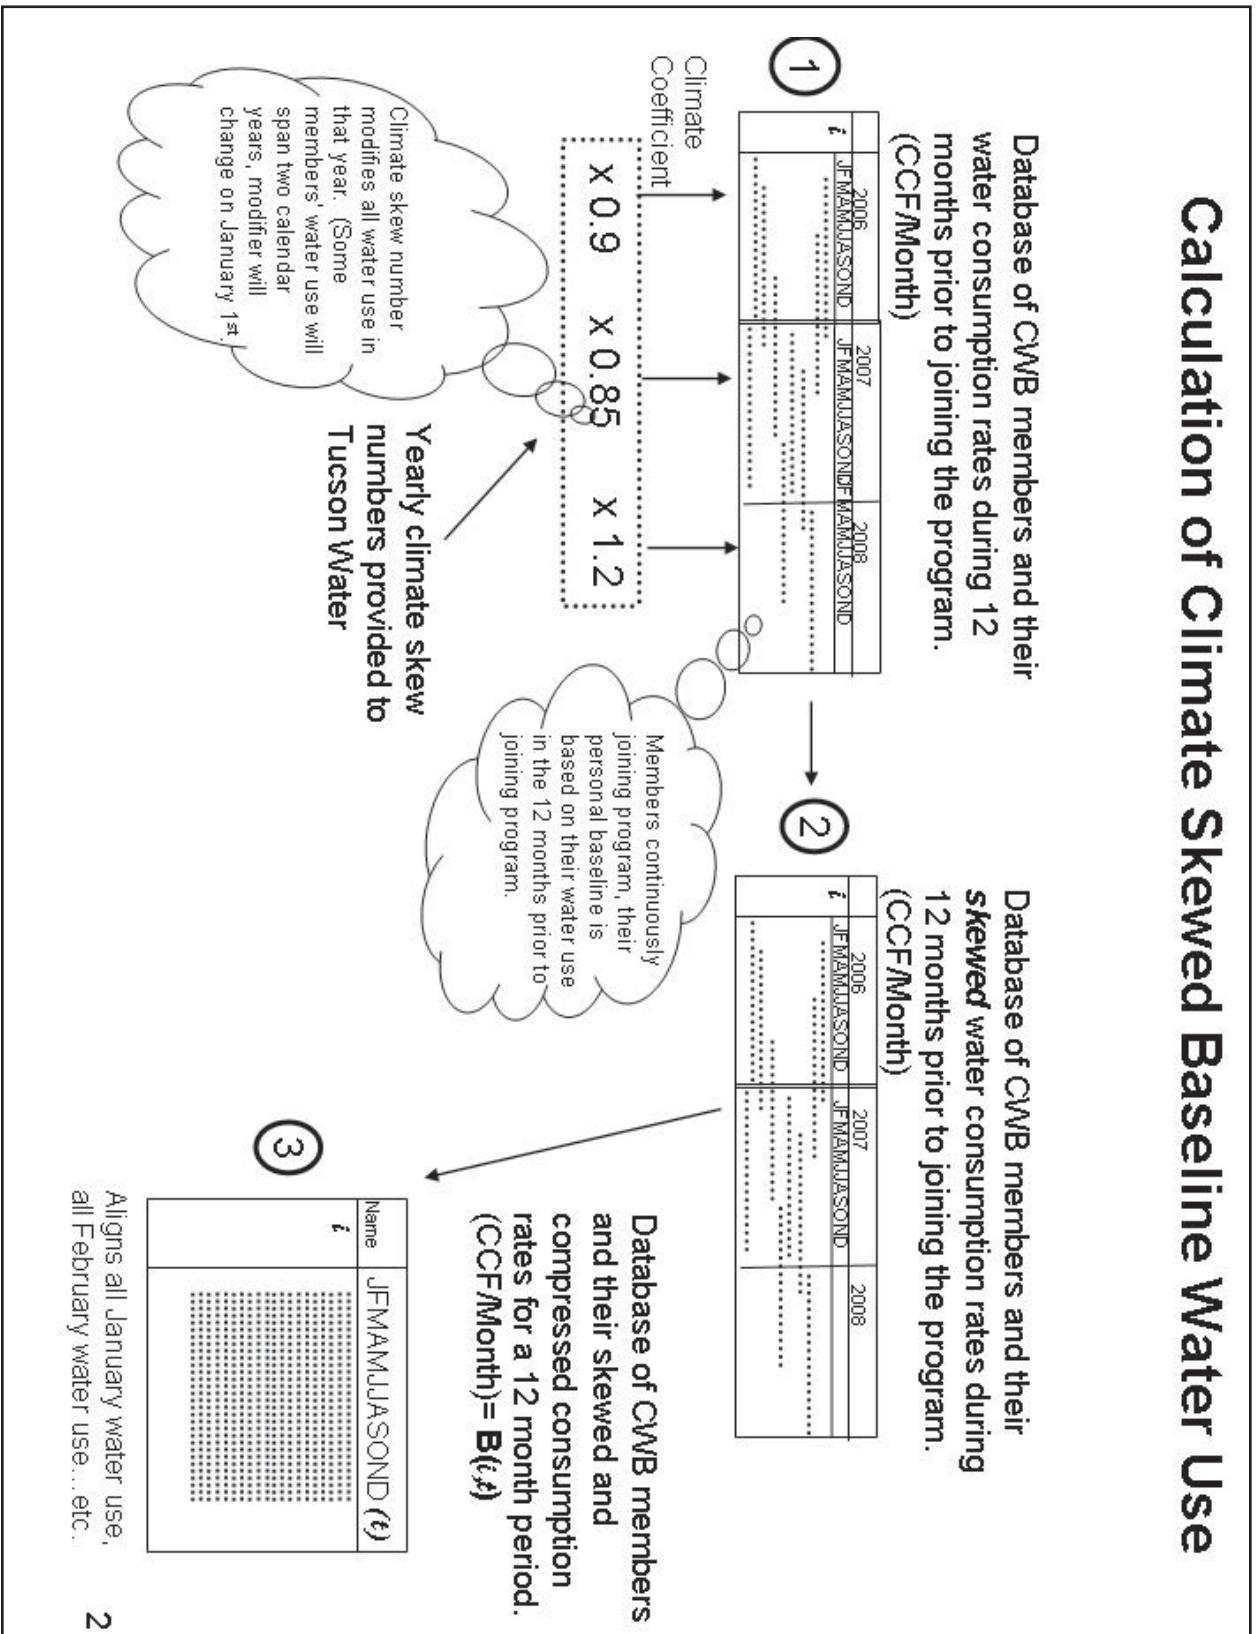 Calculation of Climate Skewed Baseline Water Use
Database of CWB members and their
water consumption rates during 12
months prior to joining the program.
(CCF/Month)
1
2006
2007
2008
JFMAMJJASOND
JFMAMJJASONDJFMAMJJASOND
i
Climate
Coefficient
x 0.9
x 0.85
x 1.2
Climate skew number
modifies all water use in
that year. (Some
members' water use will
span two calendar
years, modifier will
change on January 1st.
Yearly climate skew
numbers provided to
Tucson Water
Members continuously
joining program, their
personal baseline is
based on their water use
in the 12 months prior to
joining program.
2
Database of CWB members and their
skewed water consumption rates during
12 months prior to joining the program.
(CCF/Month)
2006
2007
2008
JFMAMJJASOND
JFMAMJJASOND
i
Database of CWB members
and their skewed and
compressed consumption
rates for a 12 month period.
(CCF/Month)= B(i,t)
3
Name
JFMAMJJASOND (t)
i
Aligns all January water use,
all February water use...etc.
2